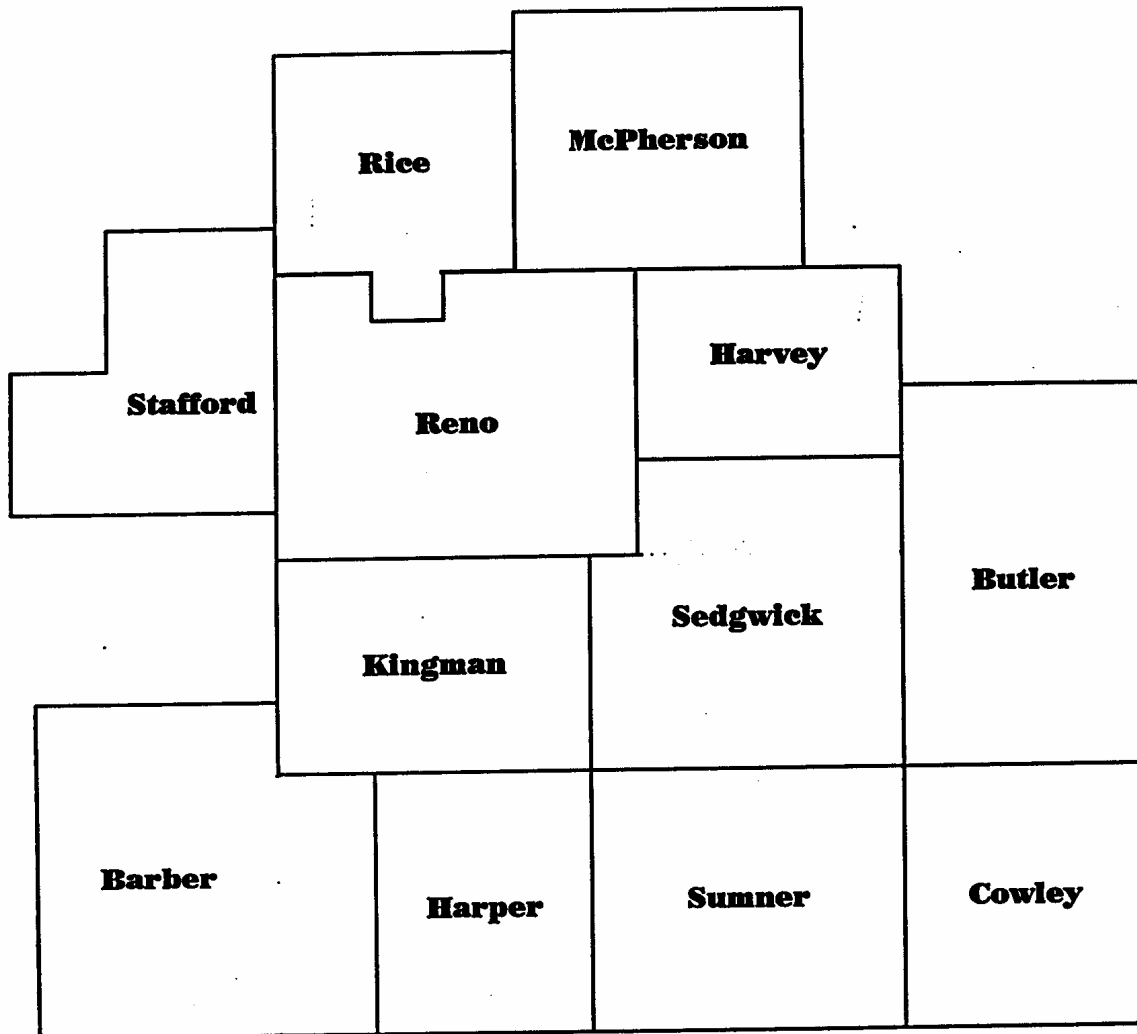 McPherson
Rice
Harvey
Stafford
Reno
Butler
Sedgwick
Kingman
Barber
Harper
Sumner
Cowley